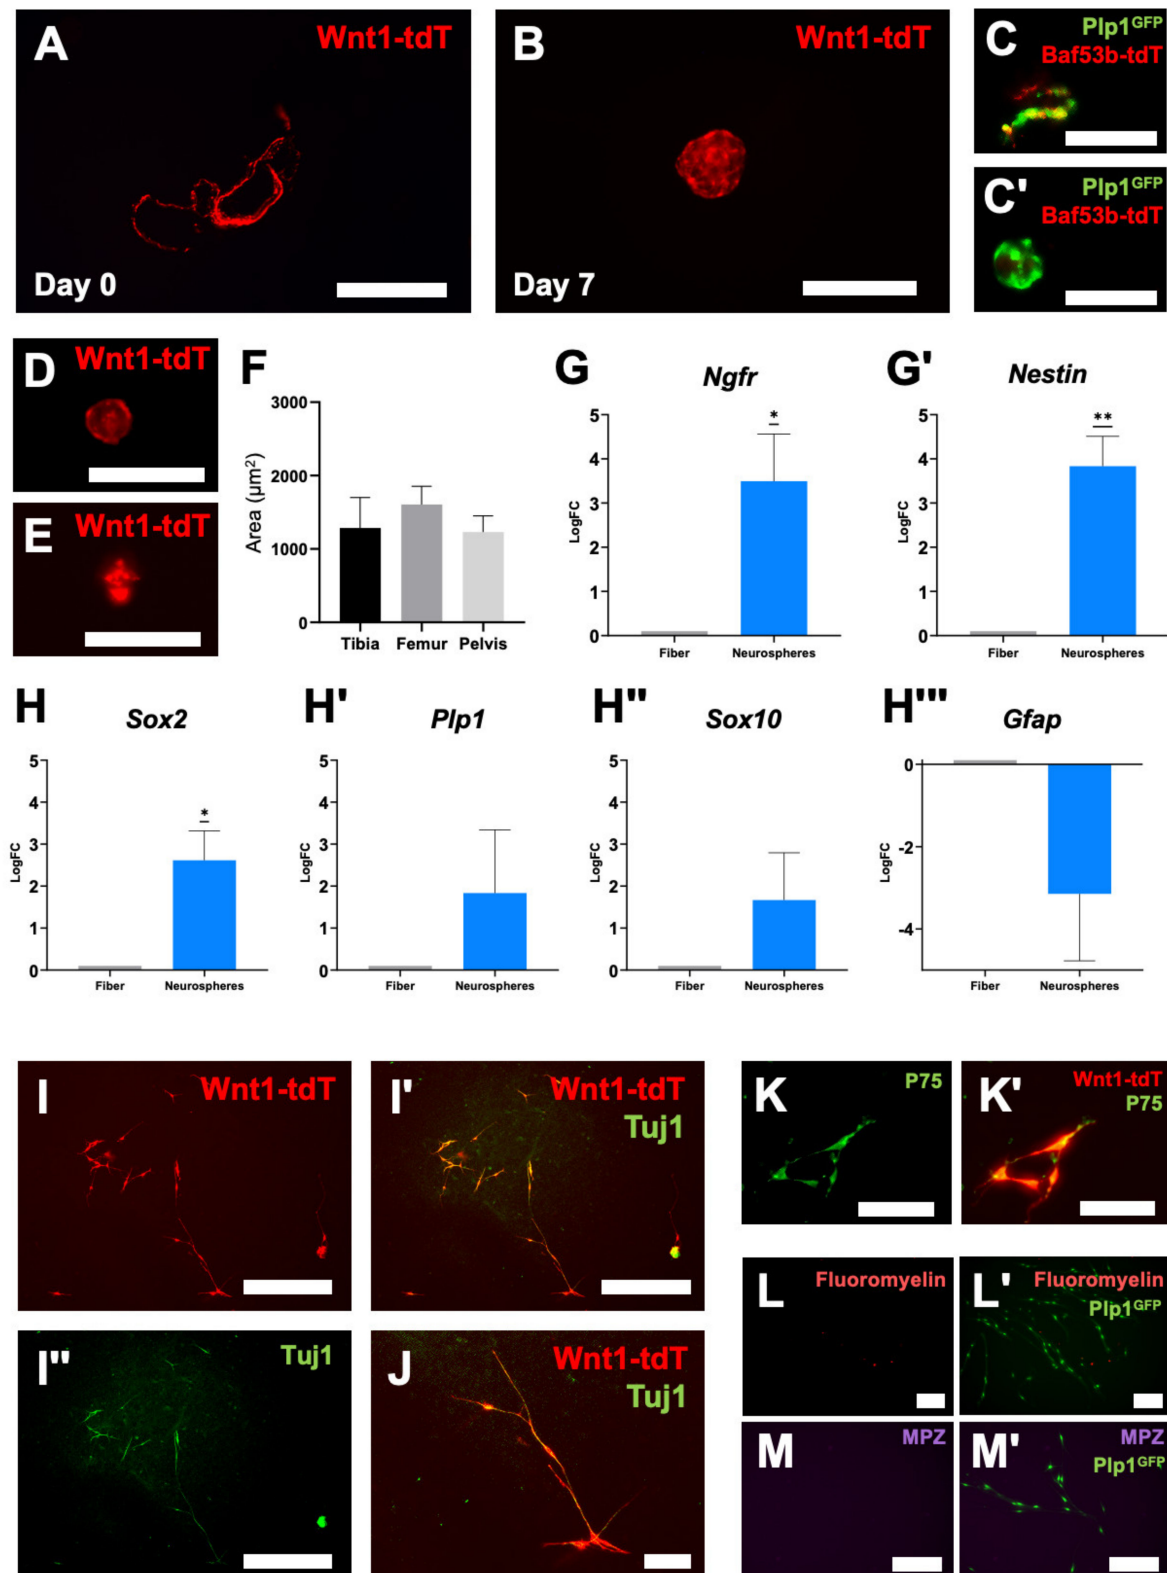 A
Wnt1-tdT
Day 0
B
Wnt1-tdT
Day 7
C
Plp1GFP
Baf53b-tdT
C'
Plp1GFP
Baf53b-tdT
D
Wnt1-tdT
E
Wnt1-tdT
F
3000
2000
1000
0
Area (µm²)
Tibia Femur Pelvis
G
Ngfr
5
4
3
2
1
0
LogFC
*
Fiber Neurospheres
G'
Nestin
5
4
3
2
1
0
LogFC
**
Fiber Neurospheres
H
Sox2
5
4
3
2
1
0
LogFC
*
Fiber Neurospheres
H'
Plp1
5
4
3
2
1
0
LogFC
Fiber Neurospheres
H"
Sox10
5
4
3
2
1
0
LogFC
Fiber Neurospheres
H'''
Gfap
0
-2
-4
LogFC
Fiber Neurospheres
I
Wnt1-tdT
I'
Wnt1-tdT
Tuj1
I"
Tuj1
J
Wnt1-tdT
Tuj1
K
P75
K'
Wnt1-tdT
P75
L
Fluoromyelin
L'
Fluoromyelin
Plp1GFP
M
MPZ
M'
MPZ
Plp1GFP